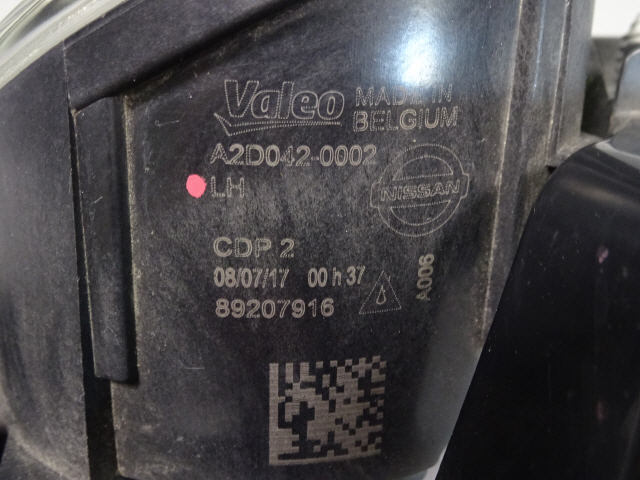 Valeo MADE IN
BELGIUM
A2D042-0002
LH
NISSAN
CDP 2
08/07/17 00 h 37
A006
89207916